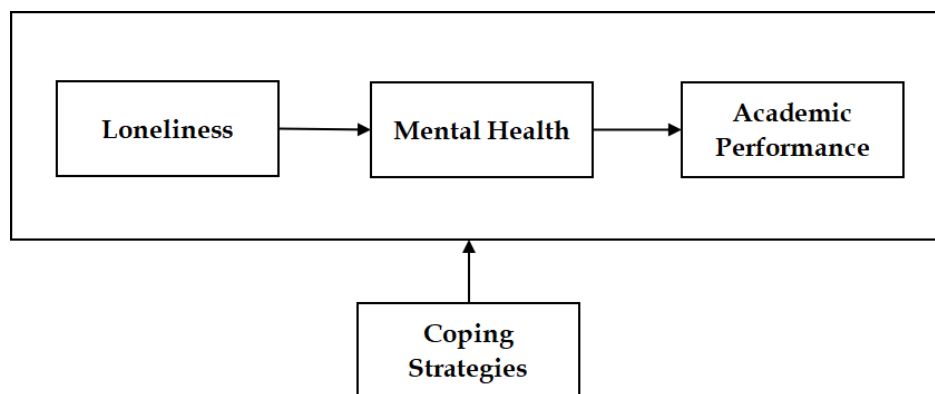 Loneliness
Mental Health
Academic
Performance
Coping
Strategies